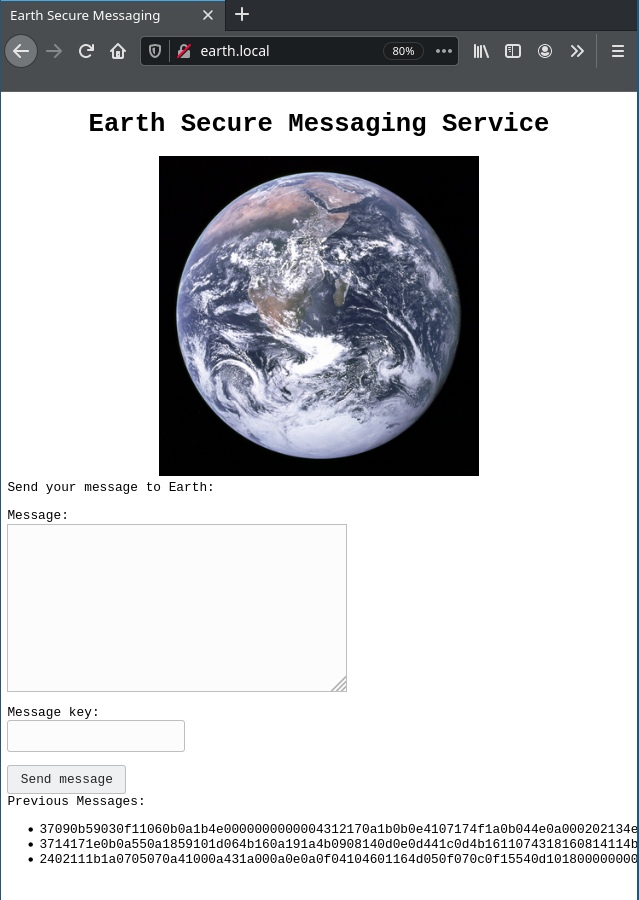 Earth Secure Messaging
earth.local
80%
Earth Secure Messaging Service
Send your message to Earth:
Message:
Message key:
Send message
Previous Messages:
37090b59030f11060b0a1b4e0000000000004312170a1b0b0e4107174f1a0b044e0a000202134e
3714171e0b0a550a1859101d064b160a191a4b0908140d0e0d441c0d4b1611074318160814114b
2402111b1a0705070a41000a431a000a0e0a0f04104601164d050f070c0f15540d101800000000